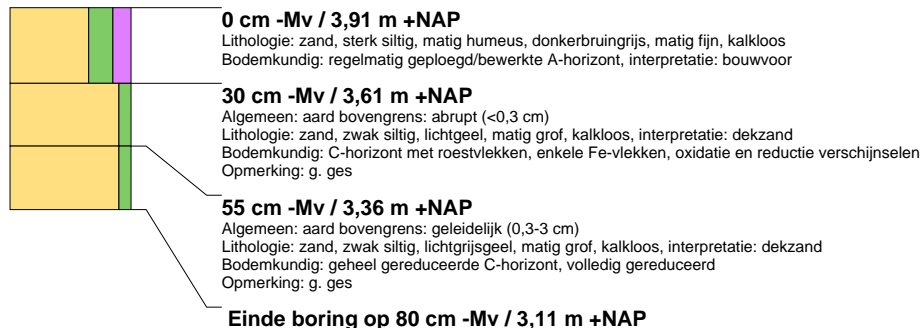 0 cm -Mv / 3,91 m +NAP
Lithologie: zand, sterk siltig, matig humeus, donkerbruingrijs, matig fijn, kalkloos
Bodemkundig: regelmatig geploegd/bewerkte A-horizont, interpretatie: bouwvoor
30 cm -Mv / 3,61 m +NAP
Algemeen: aard bovengrens: abrupt (<0,3 cm)
Lithologie: zand, zwak siltig, lichtgeel, matig grof, kalkloos, interpretatie: dekzand
Bodemkundig: C-horizont met roestvlekken, enkele Fe-vlekken, oxidatie en reductie verschijnselen
Opmerking: g. ges
55 cm -Mv / 3,36 m +NAP
Algemeen: aard bovengrens: geleidelijk (0,3-3 cm)
Lithologie: zand, zwak siltig, lichtgrijsgeel, matig grof, kalkloos, interpretatie: dekzand
Bodemkundig: geheel gereduceerde C-horizont, volledig gereduceerd
Opmerking: g. ges
Einde boring op 80 cm -Mv / 3,11 m +NAP